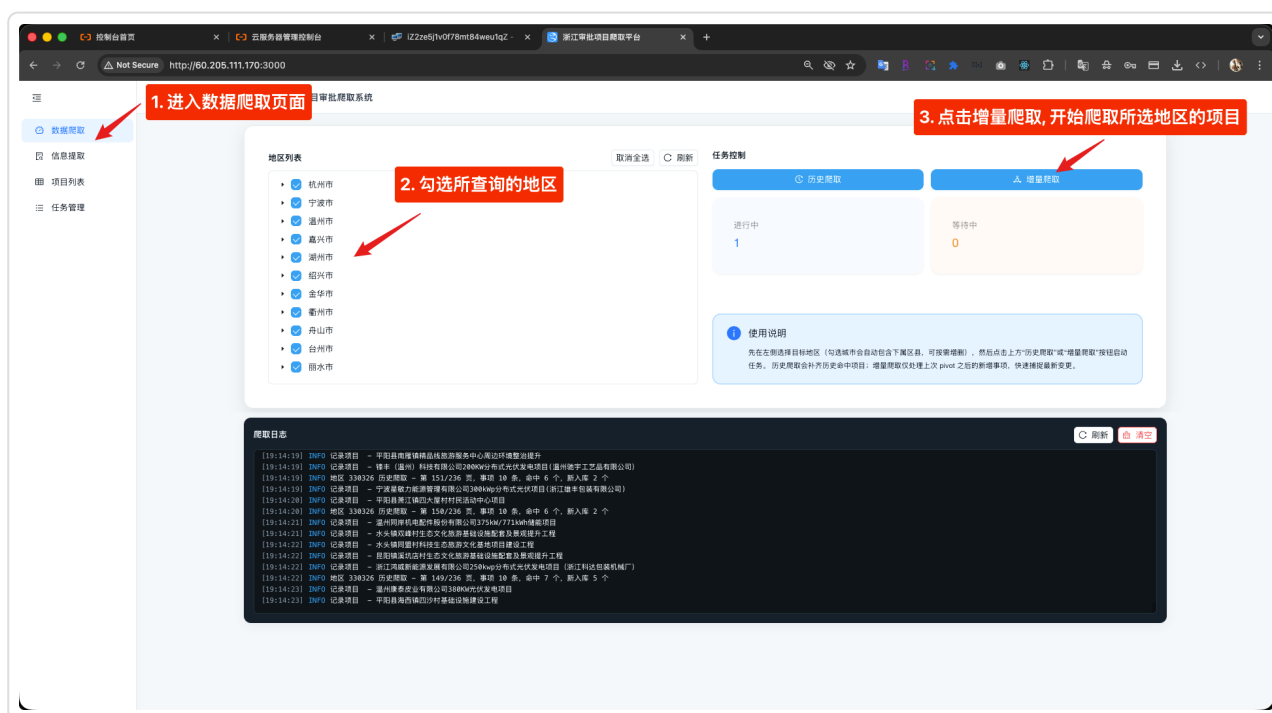 控制台首页
云服务器管理控制台
iZ2ze5j1v0f78mt84weu1qZ -
浙江审批项目爬取平台
Not Secure http://60.205.111.170:3000
1. 进入数据爬取页面
目审批爬取系统
3. 点击增量爬取, 开始爬取所选地区的项目
数据爬取
信息提取
项目列表
任务管理
地区列表
取消全选
刷新
2. 勾选所查询的地区
杭州市
宁波市
温州市
嘉兴市
湖州市
绍兴市
金华市
衢州市
舟山市
台州市
丽水市
任务控制
历史爬取
增量爬取
进行中
1
等待中
0
使用说明
先在左侧选择目标地区（勾选城市会自动包含下属区县，可按需增删），然后点击上方“历史爬取”或“增量爬取”按钮启动
任务。历史爬取会补齐历史命中项目；增量爬取仅处理上次 pivot 之后的新增事项，快速捕捉最新变更。
爬取日志
刷新
清空
[19:14:19] INFO 记录项目 - 平阳县南雁镇精品线旅游服务中心周边环境整治提升
[19:14:19] INFO 记录项目 - 锂丰（温州）科技有限公司200KW分布式光伏发电项目(温州驰宇工艺品有限公司)
[19:14:19] INFO 地区 330326 历史爬取 - 第 151/236 页, 事项 10 条, 命中 6 个, 新入库 2 个
[19:14:19] INFO 记录项目 - 宁波星敏力能源管理有限公司300kWp分布式光伏项目(浙江雄丰包装有限公司)
[19:14:20] INFO 记录项目 - 平阳县萧江镇四大屋村村民活动中心项目
[19:14:20] INFO 地区 330326 历史爬取 - 第 150/236 页, 事项 10 条, 命中 6 个, 新入库 2 个
[19:14:21] INFO 记录项目 - 温州同岸机电配件股份有限公司375kW/771kWh储能项目
[19:14:21] INFO 记录项目 - 水头镇双峰村生态文化旅游基础设施配套及景观提升工程
[19:14:22] INFO 记录项目 - 水头镇同盟村科技生态旅游文化基地项目建设工程
[19:14:22] INFO 记录项目 - 昆阳镇溪坑店村生态文化旅游基础设施配套及景观提升工程
[19:14:22] INFO 记录项目 - 浙江鸿威新能源发展有限公司250kwp分布式光伏发电项目（浙江科达包装机械厂）
[19:14:22] INFO 地区 330326 历史爬取 - 第 149/236 页, 事项 10 条, 命中 7 个, 新入库 5 个
[19:14:23] INFO 记录项目 - 温州康泰皮业有限公司380KW光伏发电项目
[19:14:23] INFO 记录项目 - 平阳县海西镇四沙村基础设施建设工程